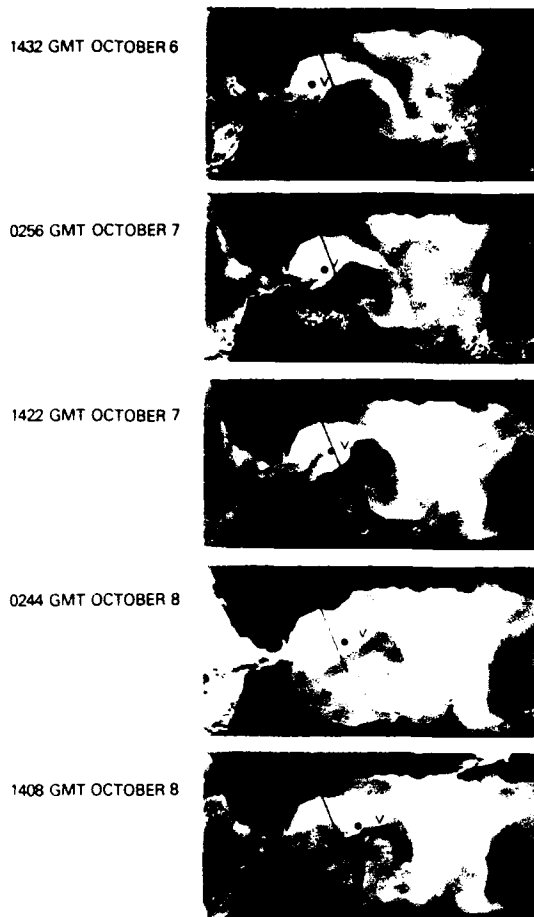 1432 GMT OCTOBER 6
V
0256 GMT OCTOBER 7
V
1422 GMT OCTOBER 7
V
0244 GMT OCTOBER 8
V
1408 GMT OCTOBER 8
V